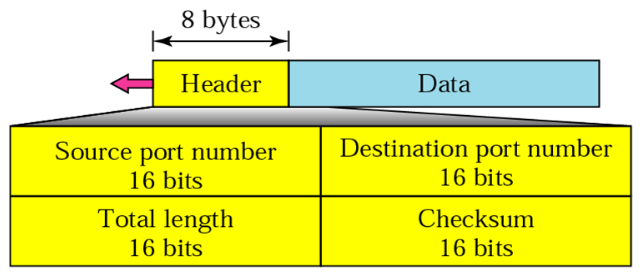 8 bytes
Header
Data
Source port number
16 bits
Destination port number
16 bits
Total length
16 bits
Checksum
16 bits